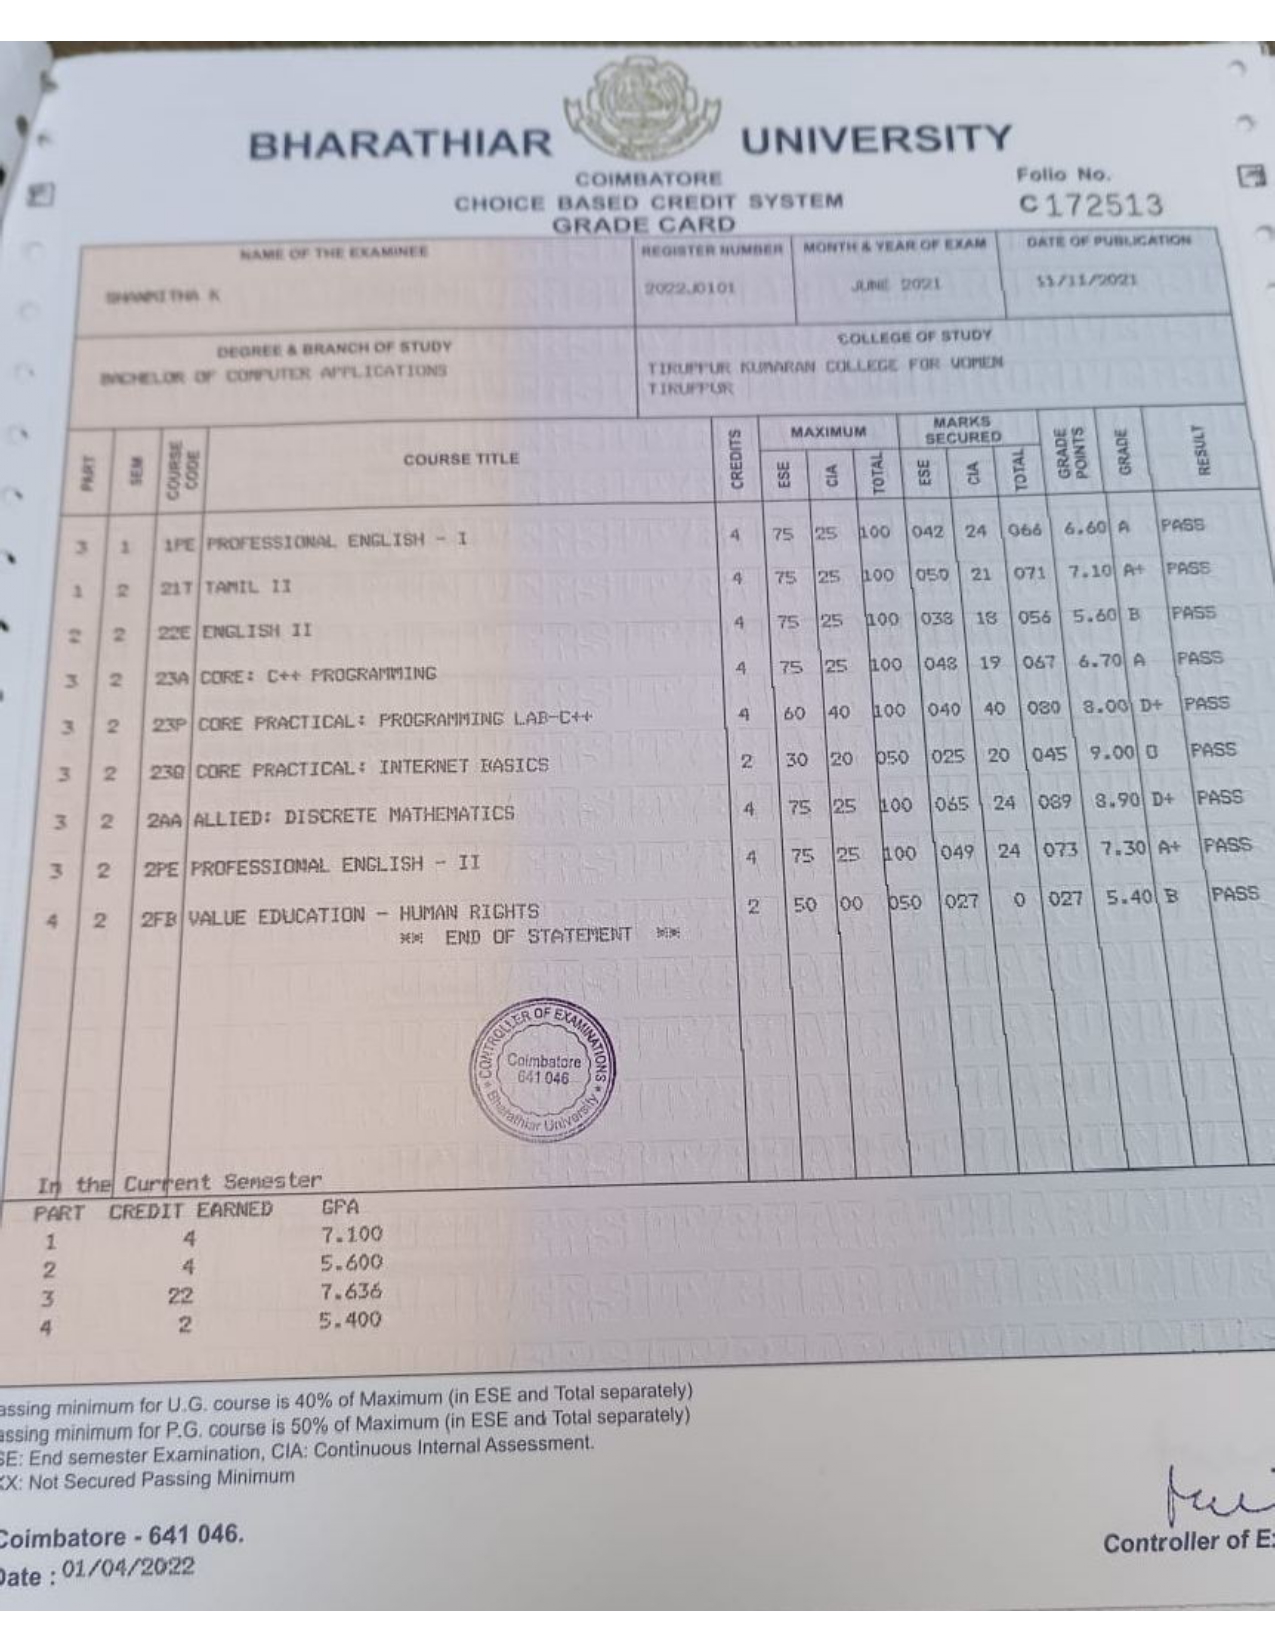 BHARATHIAR UNIVERSITY
COIMBATORE
CHOICE BASED CREDIT SYSTEM
GRADE CARD
Folio No.
C 172513
NAME OF THE EXAMINEE
REGISTER NUMBER
MONTH & YEAR OF EXAM
DATE OF PUBLICATION
SHANMITHA K
2022J0101
JUNE 2021
11/11/2021
DEGREE & BRANCH OF STUDY
COLLEGE OF STUDY
BACHELOR OF COMPUTER APPLICATIONS
TIRUPPUR KUMARAN COLLEGE FOR WOMEN
TIRUPPUR
PART SEM COURSE CODE COURSE TITLE CREDITS MAXIMUM ESE CIA TOTAL MARKS SECURED ESE CIA TOTAL GRADE POINTS GRADE RESULT
3 1 1PE PROFESSIONAL ENGLISH - I 4 75 25 100 042 24 066 6.60 A PASS
1 2 21T TAMIL II 4 75 25 100 050 21 071 7.10 A+ PASS
2 2 22E ENGLISH II 4 75 25 100 038 18 056 5.60 B PASS
3 2 23A CORE: C++ PROGRAMMING 4 75 25 100 048 19 067 6.70 A PASS
3 2 23P CORE PRACTICAL: PROGRAMMING LAB-C++ 4 60 40 100 040 40 080 8.00 D+ PASS
3 2 23Q CORE PRACTICAL: INTERNET BASICS 2 30 20 050 025 20 045 9.00 O PASS
3 2 2AA ALLIED: DISCRETE MATHEMATICS 4 75 25 100 065 24 089 8.90 D+ PASS
3 2 2PE PROFESSIONAL ENGLISH - II 4 75 25 100 049 24 073 7.30 A+ PASS
4 2 2FB VALUE EDUCATION - HUMAN RIGHTS 2 50 00 050 027 0 027 5.40 B PASS
** END OF STATEMENT **
CONTROLLER OF EXAMINATIONS
Coimbatore
641 046
Bharathiar University
In the Current Semester
PART CREDIT EARNED GPA
1 4 7.100
2 4 5.600
3 22 7.636
4 2 5.400
assing minimum for U.G. course is 40% of Maximum (in ESE and Total separately)
assing minimum for P.G. course is 50% of Maximum (in ESE and Total separately)
SE: End semester Examination, CIA: Continuous Internal Assessment.
XX: Not Secured Passing Minimum
Coimbatore - 641 046.
Date : 01/04/2022
Controller of E